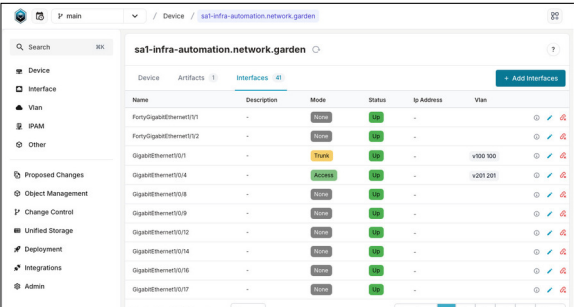 main / Device / sa1-infra-automation.network.garden
Search ⌘K
sa1-infra-automation.network.garden ?
Device
Interface
Vlan
IPAM
Other
Proposed Changes
Object Management
Change Control
Unified Storage
Deployment
Integrations
Admin
Device Artifacts 1 Interfaces 41 + Add Interfaces
Name Description Mode Status Ip Address Vlan
FortyGigabitEthernet1/1/1 - None Up -
FortyGigabitEthernet1/1/2 - None Up -
GigabitEthernet1/0/1 - Trunk Up - v100 100
GigabitEthernet1/0/4 - Access Up - v201 201
GigabitEthernet1/0/8 - None Up -
GigabitEthernet1/0/9 - None Up -
GigabitEthernet1/0/12 - None Up -
GigabitEthernet1/0/14 - None Up -
GigabitEthernet1/0/16 - None Up -
GigabitEthernet1/0/17 - None Up -